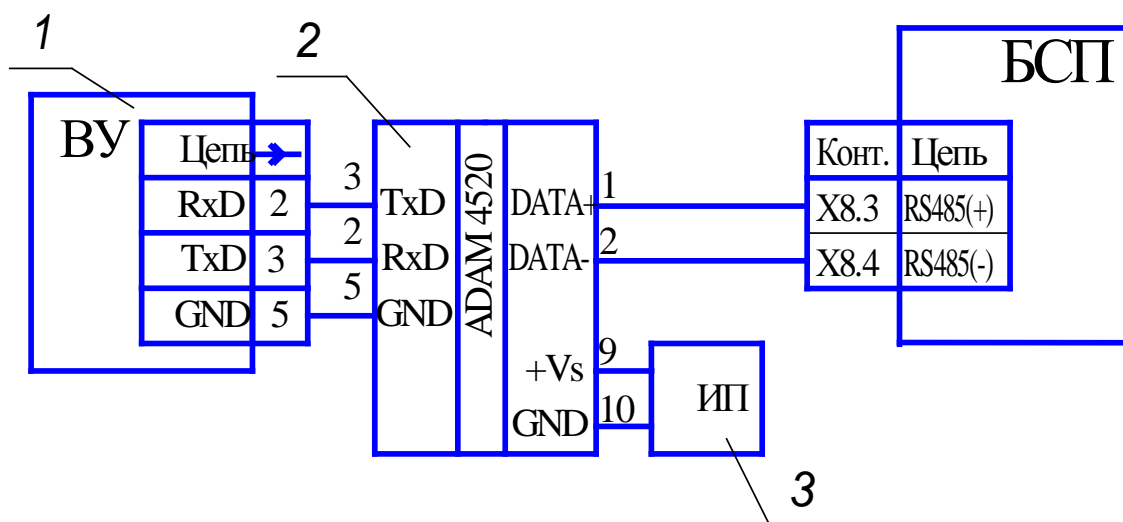 1
2
БСП
ВУ
Цепь
RxD 2
TxD 3
GND 5
3
2
5
TxD
RxD
GND
ADAM 4520
DATA+
DATA-
+Vs
GND
1
2
9
10
ИП
3
Конт. Цепь
X8.3 RS485(+)
X8.4 RS485(-)